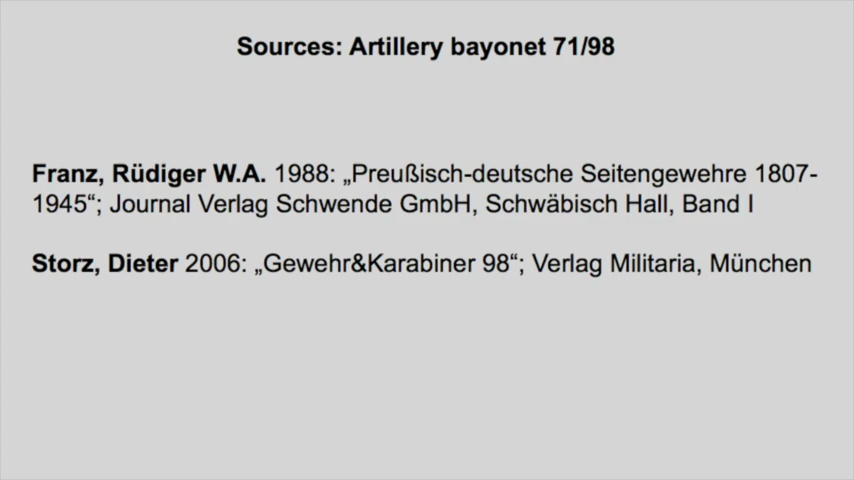 Sources: Artillery bayonet 71/98
Franz, Rüdiger W.A. 1988: „Preußisch-deutsche Seitengewehre 1807-
1945“; Journal Verlag Schwende GmbH, Schwäbisch Hall, Band I
Storz, Dieter 2006: „Gewehr&Karabiner 98“; Verlag Militaria, München